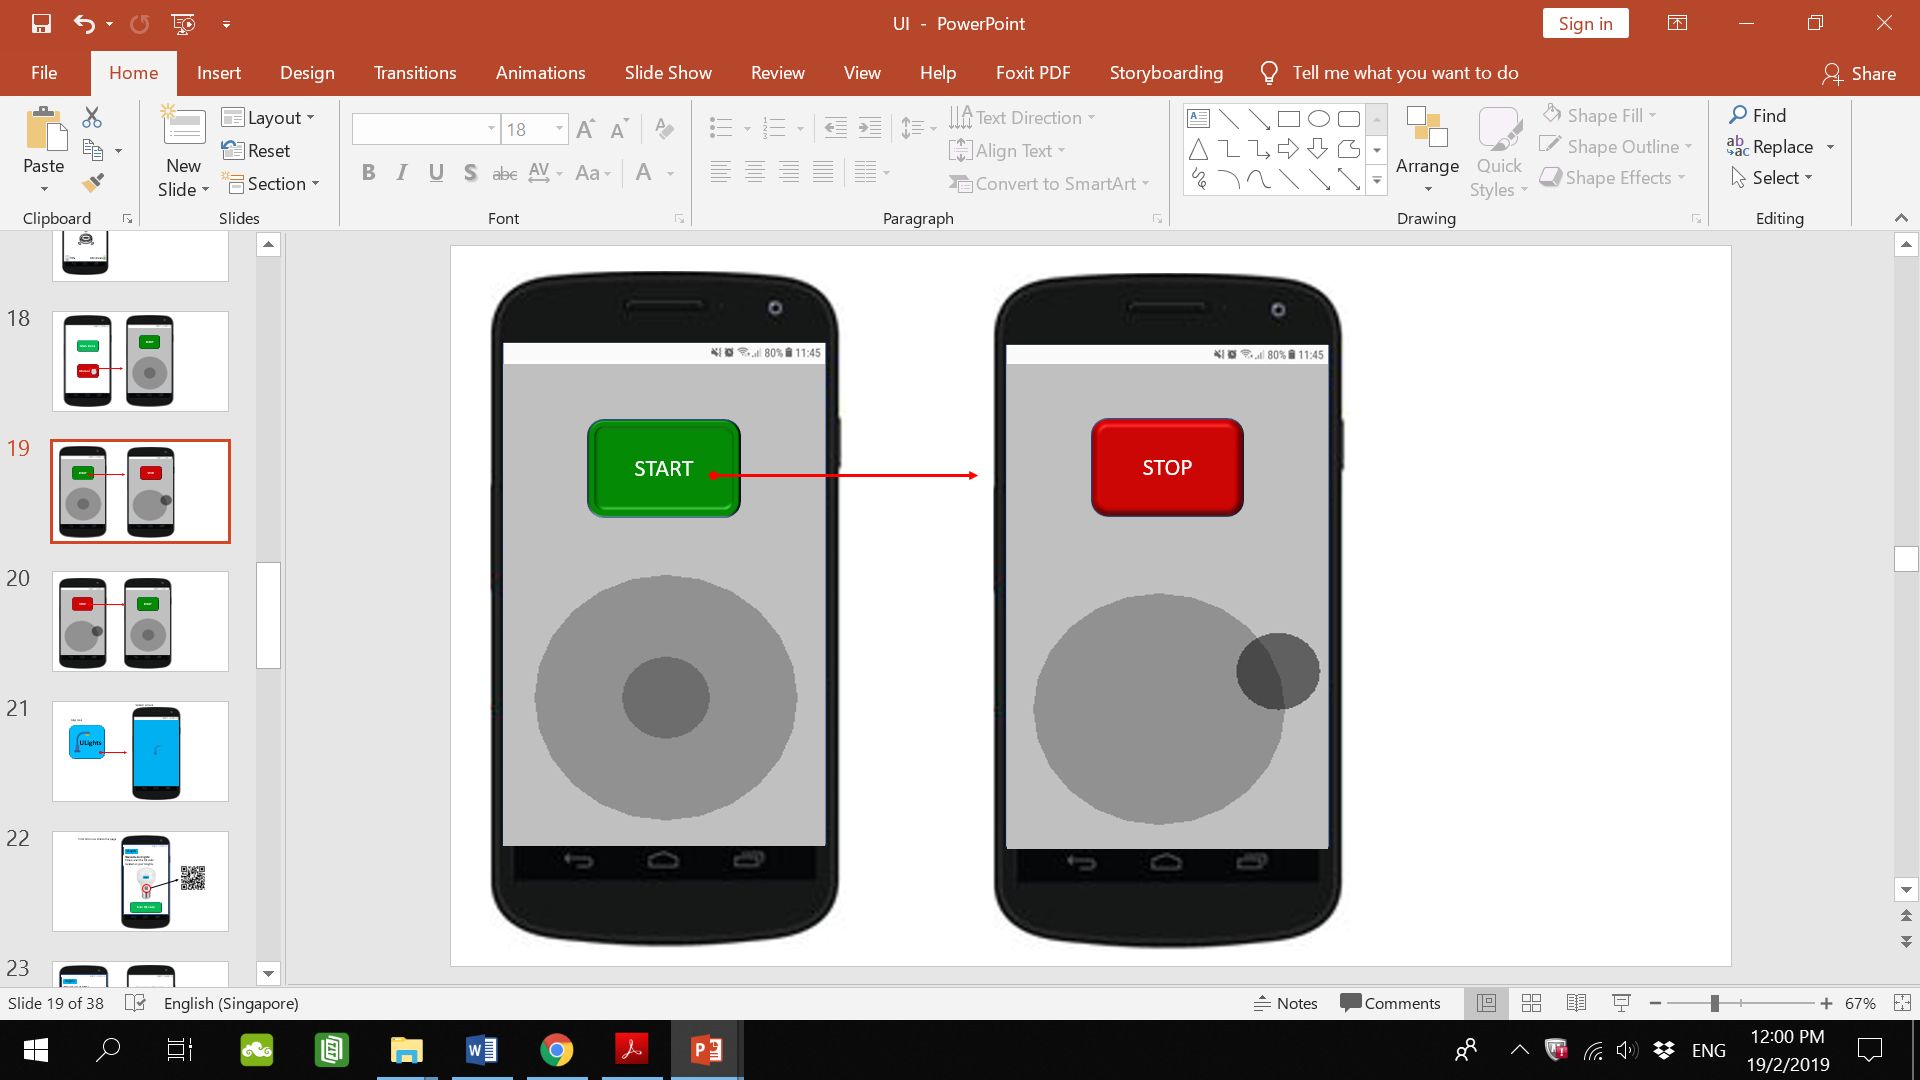 UI - PowerPoint
Sign in
File Home Insert Design Transitions Animations Slide Show Review View Help Foxit PDF Storyboarding Tell me what you want to do Share
Paste
Clipboard
New
Slide
Layout
Reset
Section
Slides
18
B I U S abc AV Aa A
Font
Text Direction
Align Text
Convert to SmartArt
Paragraph
Arrange
Quick
Styles
Shape Fill
Shape Outline
Shape Effects
Drawing
Find
Replace
Select
Editing
18
19
20
21
ULights
22
23
80% 11:45
START
80% 11:45
STOP
Slide 19 of 38 English (Singapore) Notes Comments 67%
ENG
12:00 PM
19/2/2019